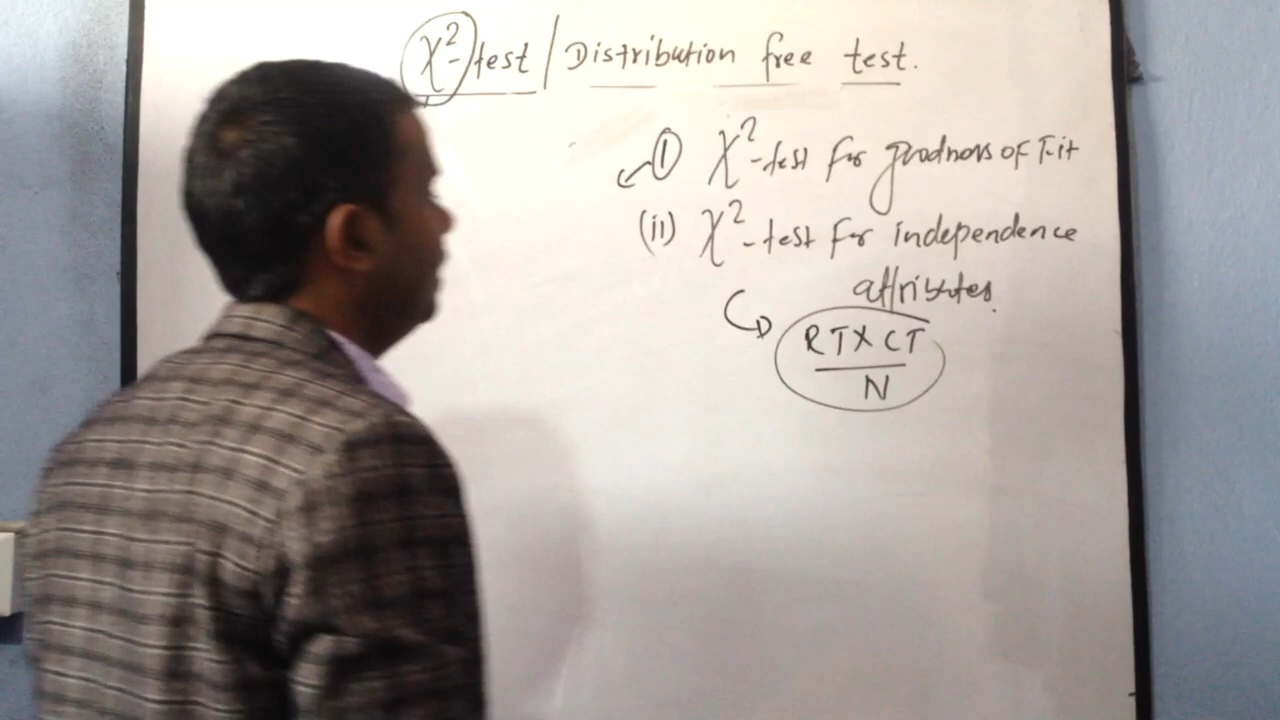 χ²-test / Distribution free test.
① χ²-test for goodness of Fit
(ii) χ²-test for independence
attributes.
RT X CT
N